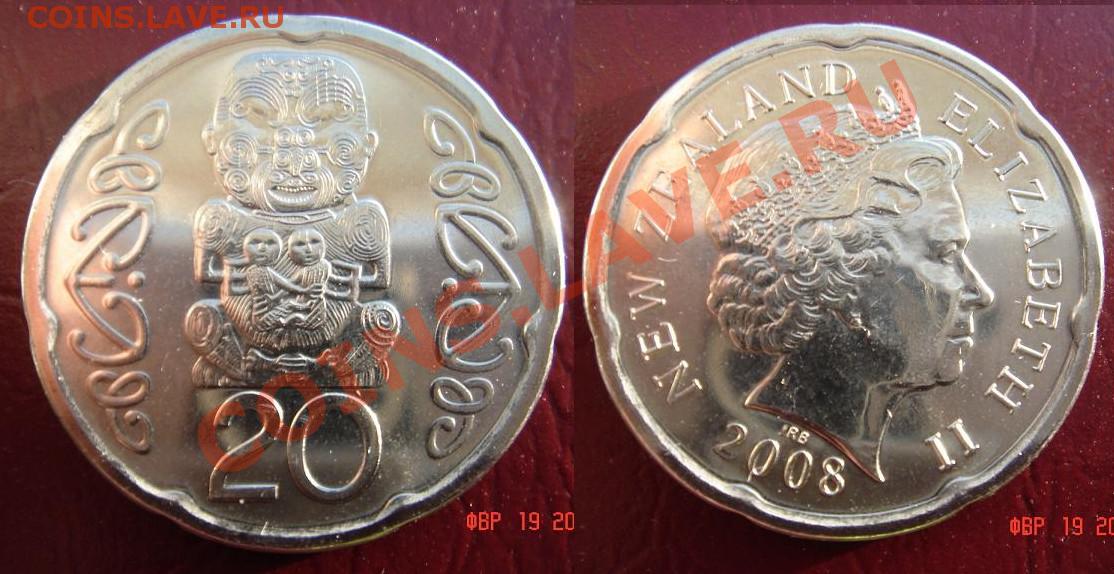 COINS.LAVE.RU
20
ФВР 19 20
NEW ZEALAND ELIZABETH II
IRB
2008
COINS.LAVE.RU
ФВР 19 20